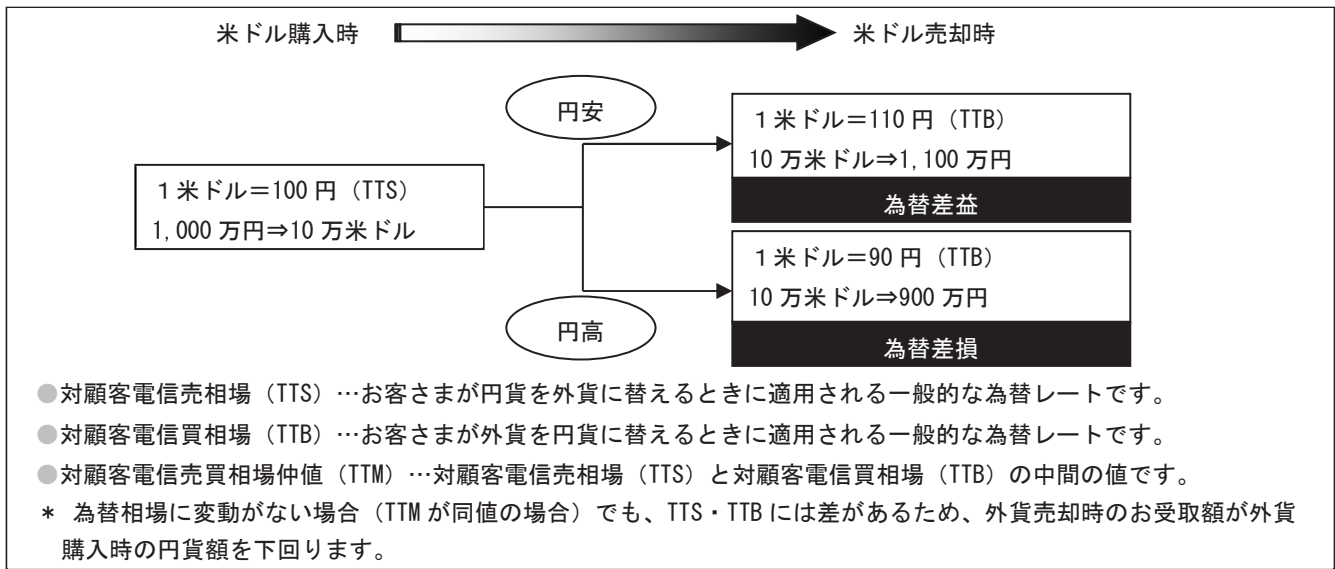 米ドル購入時
米ドル売却時
円安
1米ドル=110円（TTB）
10万米ドル⇒1,100万円
為替差益
1米ドル=100円（TTS）
1,000万円⇒10万米ドル
1米ドル=90円（TTB）
10万米ドル⇒900万円
為替差損
円高
●対顧客電信売相場（TTS）…お客さまが円貨を外貨に替えるときに適用される一般的な為替レートです。
●対顧客電信買相場（TTB）…お客さまが外貨を円貨に替えるときに適用される一般的な為替レートです。
●対顧客電信売買相場仲値（TTM）…対顧客電信売相場（TTS）と対顧客電信買相場（TTB）の中間の値です。
* 為替相場に変動がない場合（TTMが同値の場合）でも、TTS・TTBには差があるため、外貨売却時のお受取額が外貨
購入時の円貨額を下回ります。